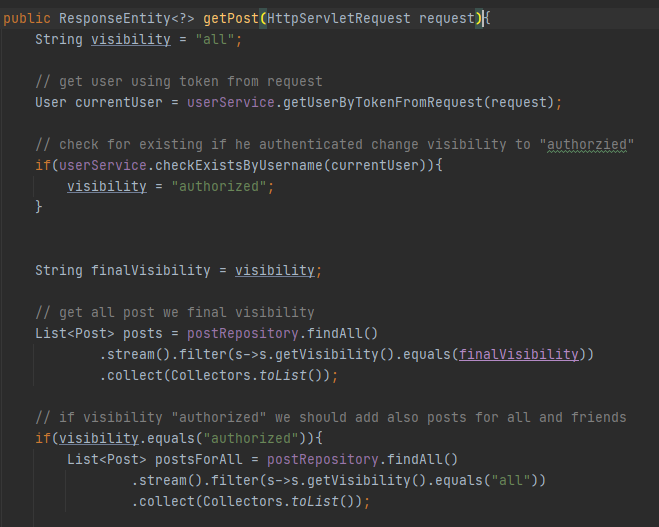 public ResponseEntity<?> getPost(HttpServletRequest request){
String visibility = "all";
// get user using token from request
User currentUser = userService.getUserByTokenFromRequest(request);
// check for existing if he authenticated change visibility to "authorzied"
if(userService.checkExistsByUsername(currentUser)){
visibility = "authorized";
}
String finalVisibility = visibility;
// get all post we final visibility
List<Post> posts = postRepository.findAll()
.stream().filter(s->s.getVisibility().equals(finalVisibility))
.collect(Collectors.toList());
// if visibility "authorized" we should add also posts for all and friends
if(visibility.equals("authorized")){
List<Post> postsForAll = postRepository.findAll()
.stream().filter(s->s.getVisibility().equals("all"))
.collect(Collectors.toList());